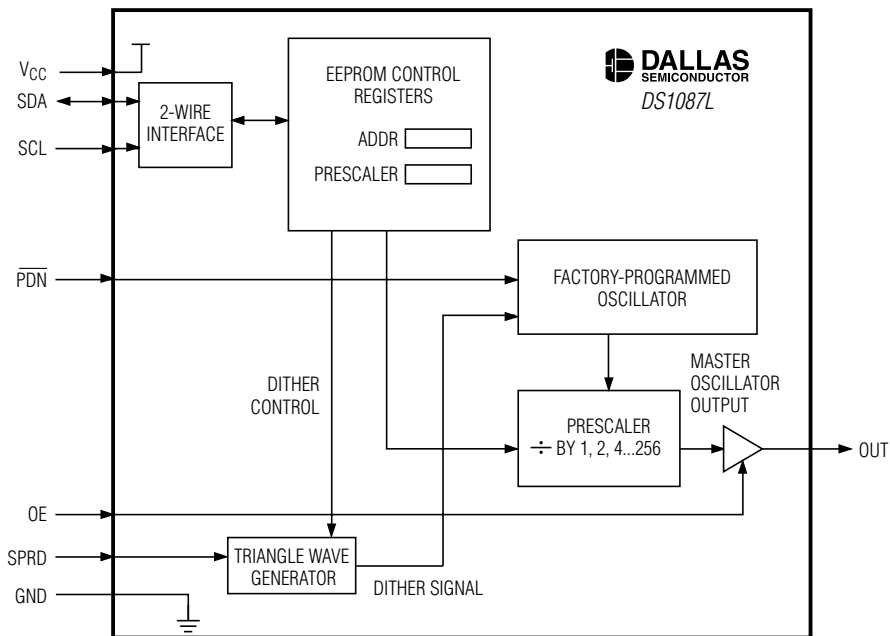 DALLAS
SEMICONDUCTOR
DS1087L
VCC
SDA
SCL
2-WIRE
INTERFACE
EEPROM CONTROL
REGISTERS
ADDR
PRESCALER
PDN
FACTORY-PROGRAMMED
OSCILLATOR
DITHER
CONTROL
MASTER
OSCILLATOR
OUTPUT
PRESCALER
÷ BY 1, 2, 4...256
OUT
OE
SPRD
GND
TRIANGLE WAVE
GENERATOR
DITHER SIGNAL